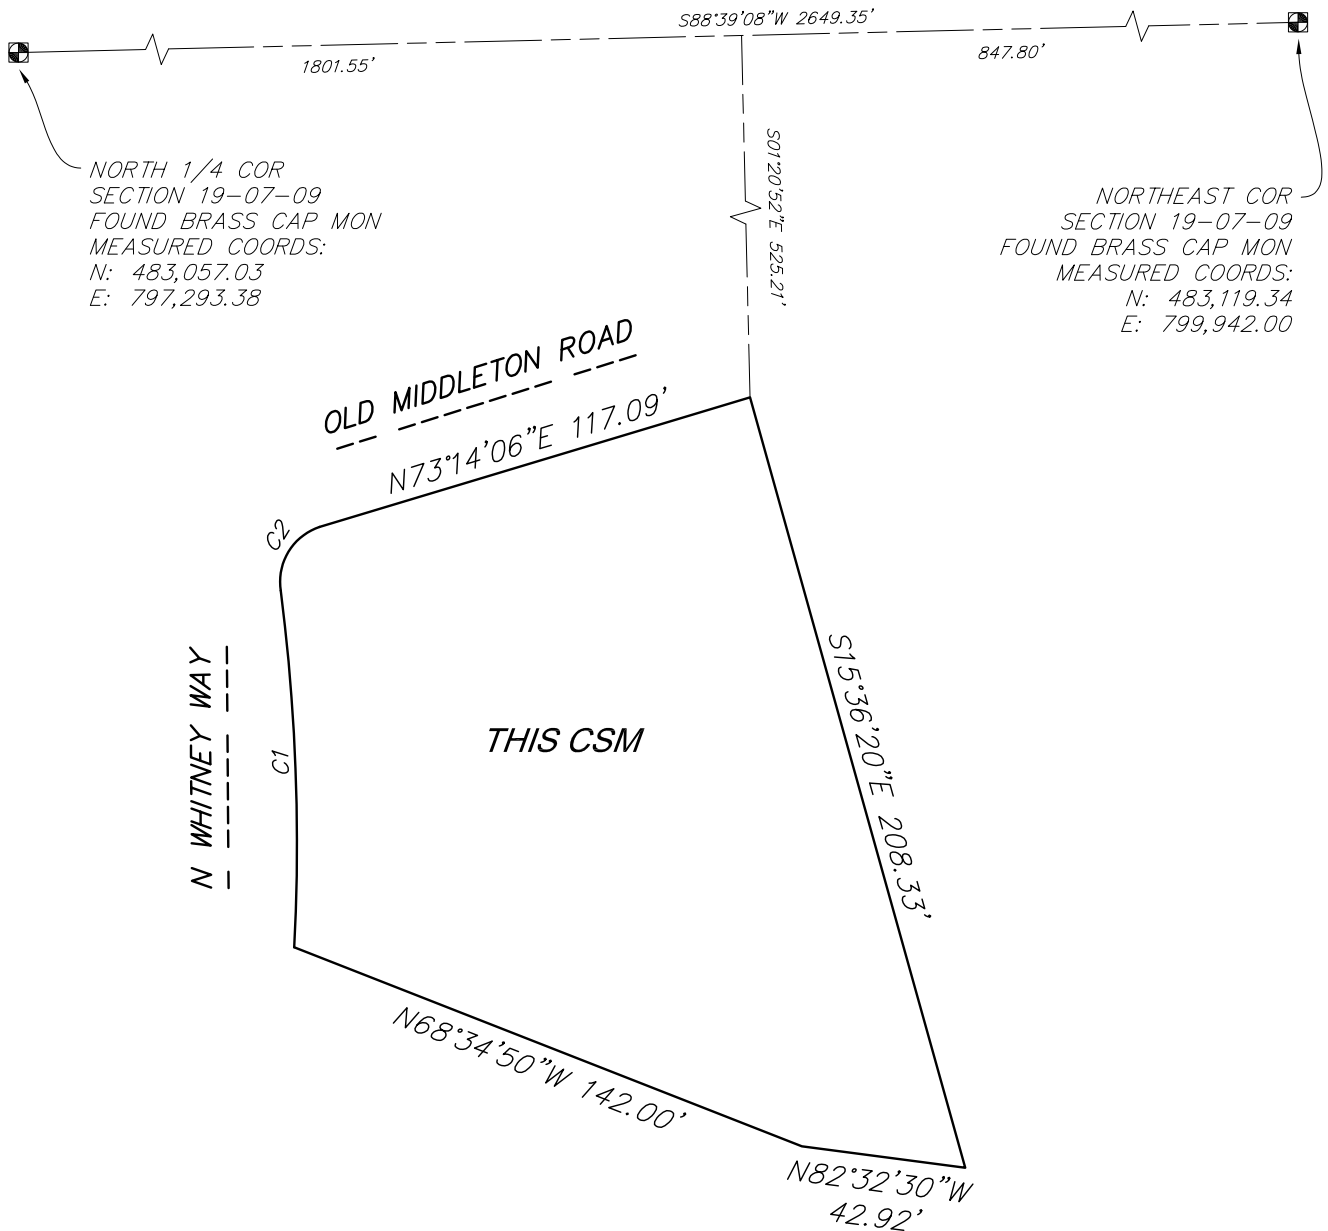 S88°39'08"W 2649.35'
1801.55'
847.80'
S01°20'52"E 525.21'
NORTH 1/4 COR
SECTION 19-07-09
FOUND BRASS CAP MON
MEASURED COORDS:
N: 483,057.03
E: 797,293.38
NORTHEAST COR
SECTION 19-07-09
FOUND BRASS CAP MON
MEASURED COORDS:
N: 483,119.34
E: 799,942.00
OLD MIDDLETON ROAD
N73°14'06"E 117.09'
C2
N WHITNEY WAY
C1
THIS CSM
S15°36'20"E 208.33'
N68°34'50"W 142.00'
N82°32'30"W
42.92'